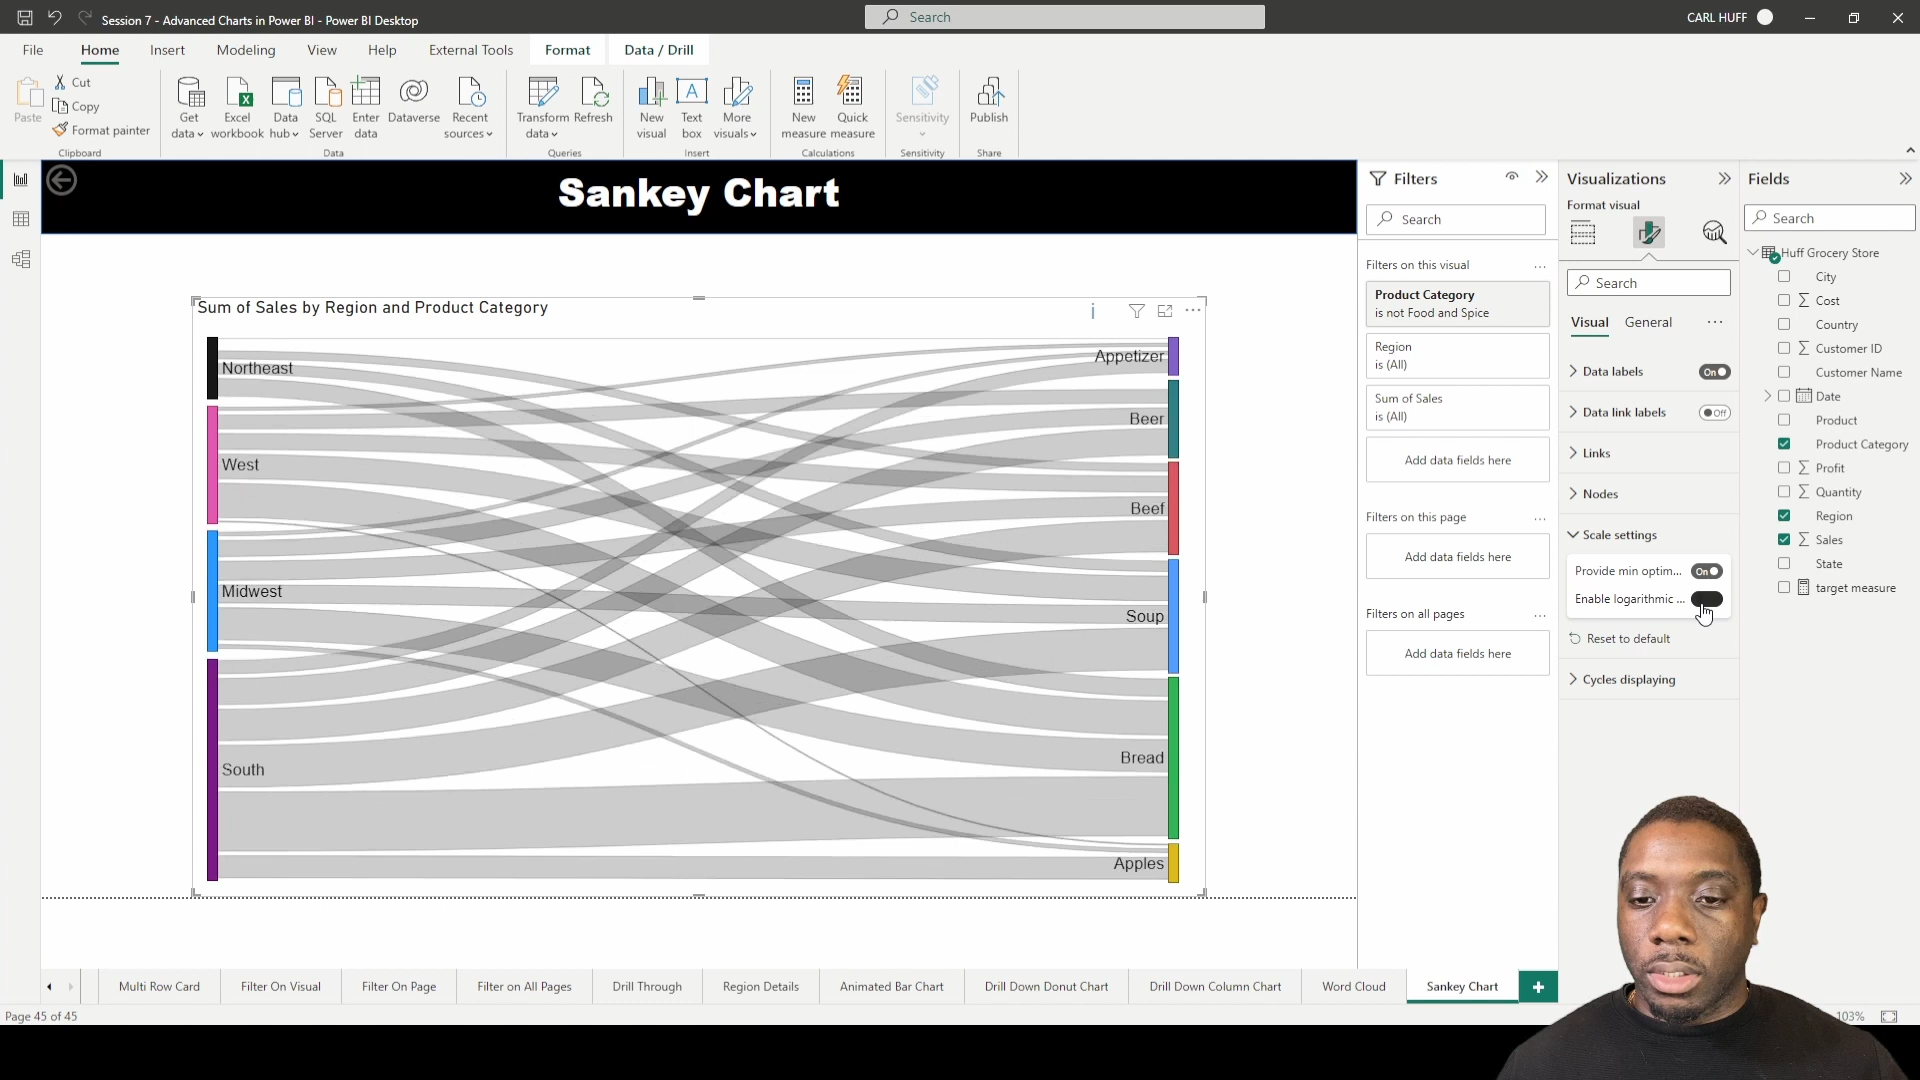 Session 7 - Advanced Charts in Power BI - Power BI Desktop
Search
CARL HUFF
File
Home
Insert
Modeling
View
Help
External Tools
Format
Data / Drill
Paste
Cut
Copy
Format painter
Clipboard
Get data
Excel workbook
Data hub
SQL Server
Enter data
Dataverse
Recent sources
Data
Transform data
Refresh
Queries
New visual
Text box
More visuals
Insert
New measure
Quick measure
Calculations
Sensitivity
Sensitivity
Publish
Share
Sankey Chart
Sum of Sales by Region and Product Category
Northeast
West
Midwest
South
Appetizer
Beer
Beef
Soup
Bread
Apples
Filters
Search
Filters on this visual
Product Category
is not Food and Spice
Region
is (All)
Sum of Sales
is (All)
Add data fields here
Filters on this page
Add data fields here
Filters on all pages
Add data fields here
Visualizations
Format visual
Search
Visual
General
Data labels
On
Data link labels
Off
Links
Nodes
Scale settings
Provide min optim...
On
Enable logarithmic ...
Reset to default
Cycles displaying
Fields
Search
Huff Grocery Store
City
Cost
Country
Customer ID
Customer Name
Date
Product
Product Category
Profit
Quantity
Region
Sales
State
target measure
Multi Row Card
Filter On Visual
Filter On Page
Filter on All Pages
Drill Through
Region Details
Animated Bar Chart
Drill Down Donut Chart
Drill Down Column Chart
Word Cloud
Sankey Chart
Page 45 of 45
103%